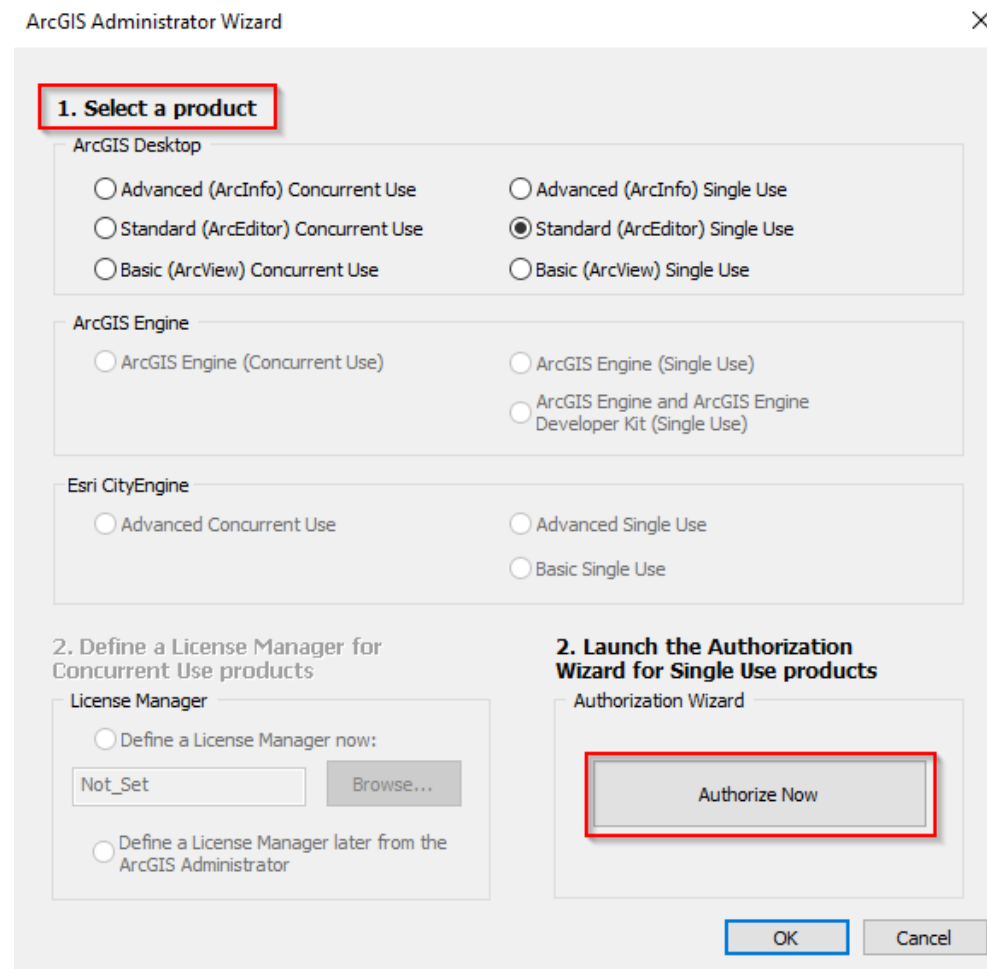 ArcGIS Administrator Wizard
1. Select a product
ArcGIS Desktop
Advanced (ArcInfo) Concurrent Use
Advanced (ArcInfo) Single Use
Standard (ArcEditor) Concurrent Use
Standard (ArcEditor) Single Use
Basic (ArcView) Concurrent Use
Basic (ArcView) Single Use
ArcGIS Engine
ArcGIS Engine (Concurrent Use)
ArcGIS Engine (Single Use)
ArcGIS Engine and ArcGIS Engine
Developer Kit (Single Use)
Esri CityEngine
Advanced Concurrent Use
Advanced Single Use
Basic Single Use
2. Define a License Manager for
Concurrent Use products
License Manager
Define a License Manager now:
Not_Set
Browse...
Define a License Manager later from the
ArcGIS Administrator
2. Launch the Authorization
Wizard for Single Use products
Authorization Wizard
Authorize Now
OK
Cancel